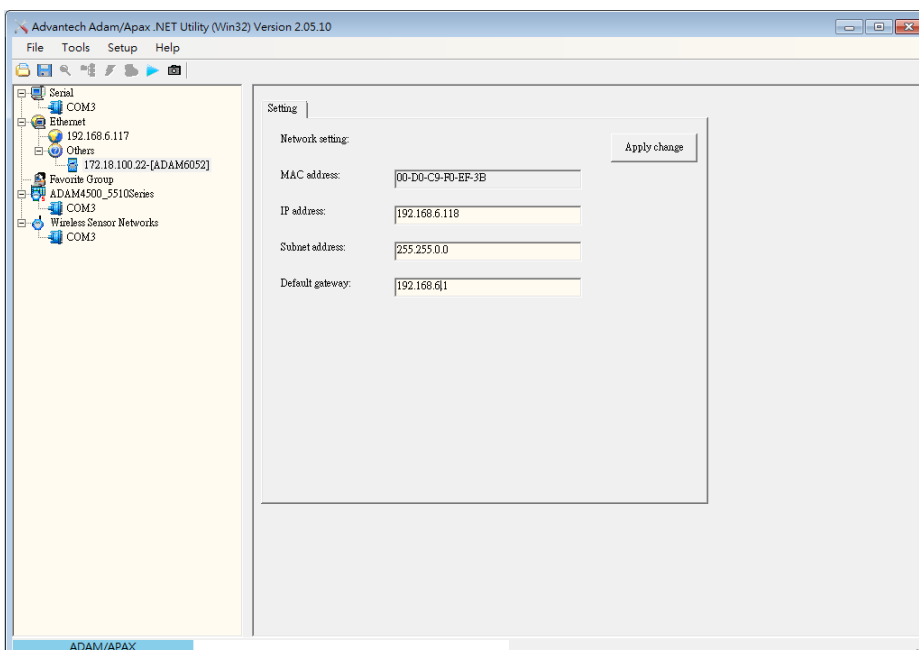 Advantech Adam/Apax .NET Utility (Win32) Version 2.05.10
File Tools Setup Help
Serial
COM3
Ethernet
192.168.6.117
Others
172.18.100.22-[ADAM6052]
Favorite Group
ADAM4500_5510Series
COM3
Wireless Sensor Networks
COM3
Setting
Network setting:
Apply change
MAC address:
00-D0-C9-F0-EF-3B
IP address:
192.168.6.118
Subnet address:
255.255.0.0
Default gateway:
192.168.6.1
ADAM/APAX